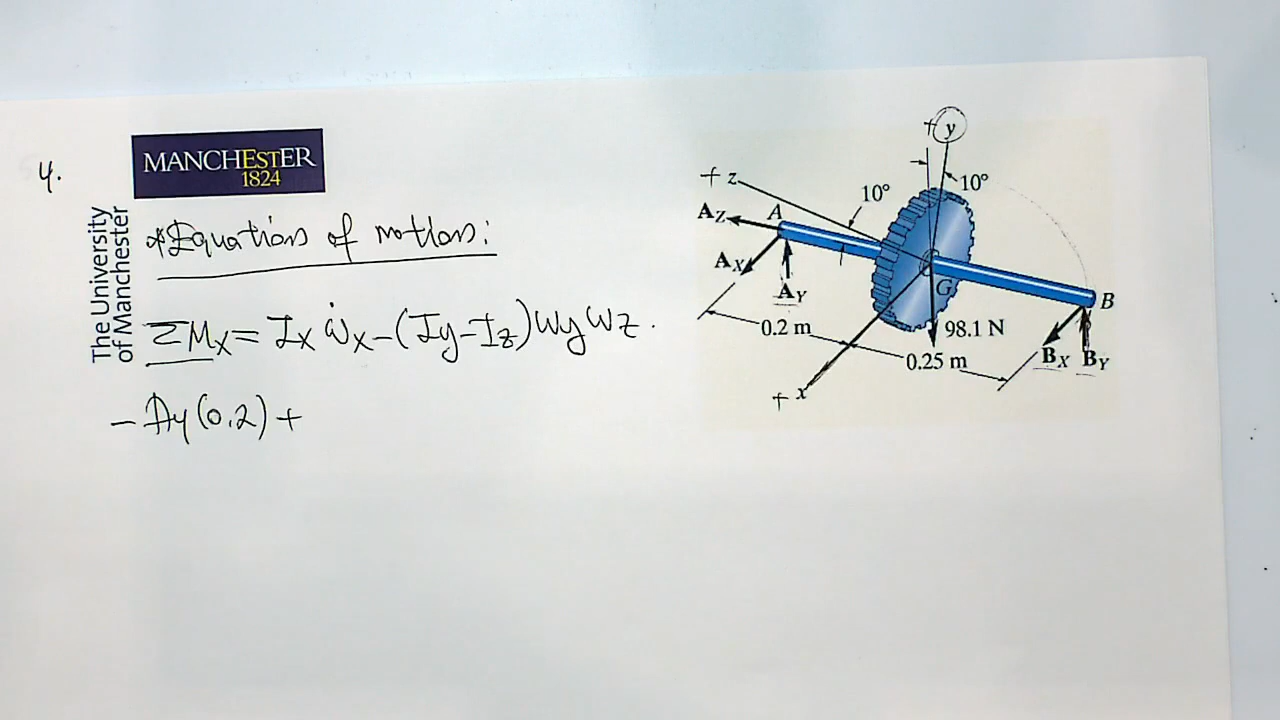 4.
MANCHESTER
1824
The University
of Manchester
*Equations of motion:
ΣMx = Ix ω̇x - (Iy - Iz) ωy ωz.
- Ay (0.2) +
+ y
+ z
10°
10°
Az
A
Ax
Ay
G
B
0.2 m
98.1 N
0.25 m
Bx
By
+ x